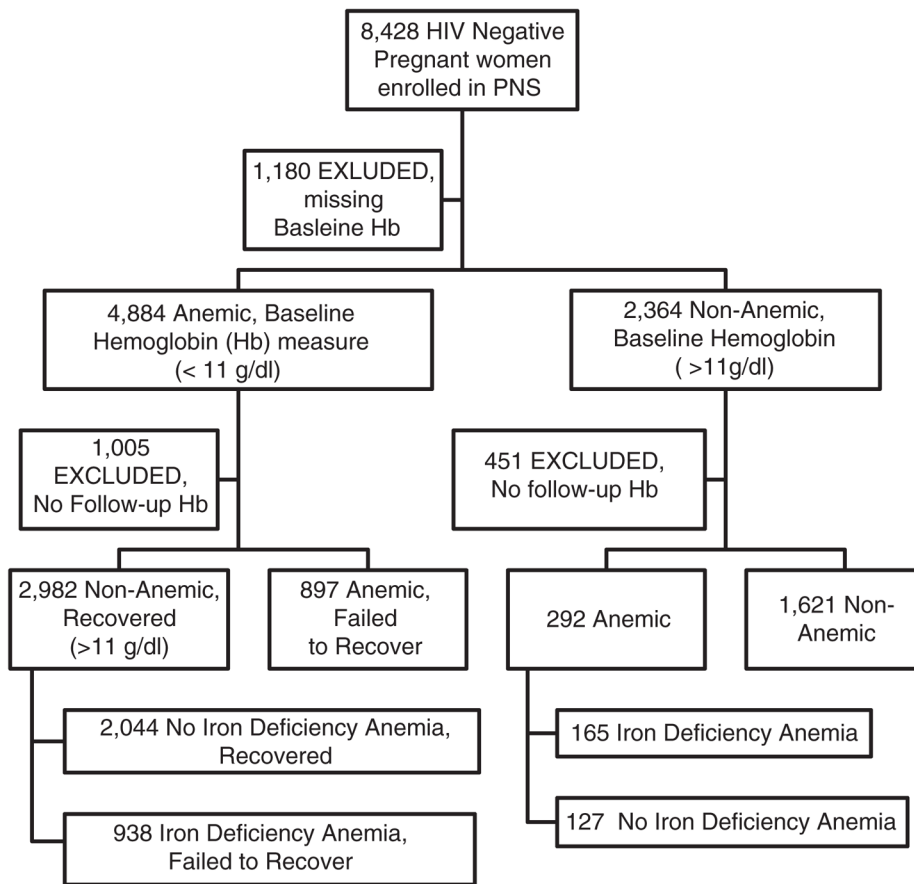 8,428 HIV Negative
Pregnant women
enrolled in PNS
1,180 EXLUDED,
missing
Basleine Hb
4,884 Anemic, Baseline
Hemoglobin (Hb) measure
(< 11 g/dl)
2,364 Non-Anemic,
Baseline Hemoglobin
( >11g/dl)
1,005
EXCLUDED,
No Follow-up Hb
451 EXCLUDED,
No follow-up Hb
2,982 Non-Anemic,
Recovered
(>11 g/dl)
897 Anemic,
Failed
to Recover
292 Anemic
1,621 Non-
Anemic
2,044 No Iron Deficiency Anemia,
Recovered
165 Iron Deficiency Anemia
938 Iron Deficiency Anemia,
Failed to Recover
127 No Iron Deficiency Anemia